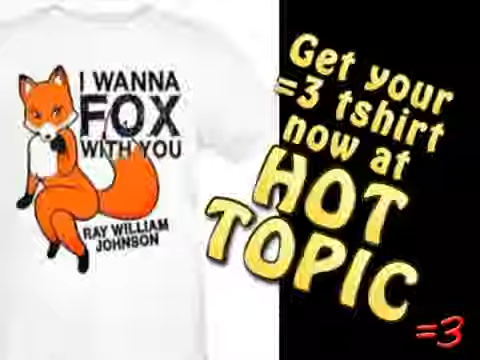 I WANNA
FOX
WITH YOU
RAY WILLIAM
JOHNSON
Get your
=3 tshirt
now at
HOT
TOPIC
=3